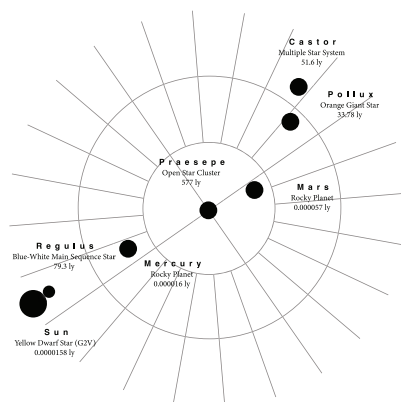 Castor
Multiple Star System
51.6 ly
Pollux
Orange Giant Star
33.78 ly
Praesepe
Open Star Cluster
577 ly
Mars
Rocky Planet
0.000057 ly
Regulus
Blue-White Main Sequence Star
79.3 ly
Mercury
Rocky Planet
0.000016 ly
Sun
Yellow Dwarf Star (G2V)
0.0000158 ly